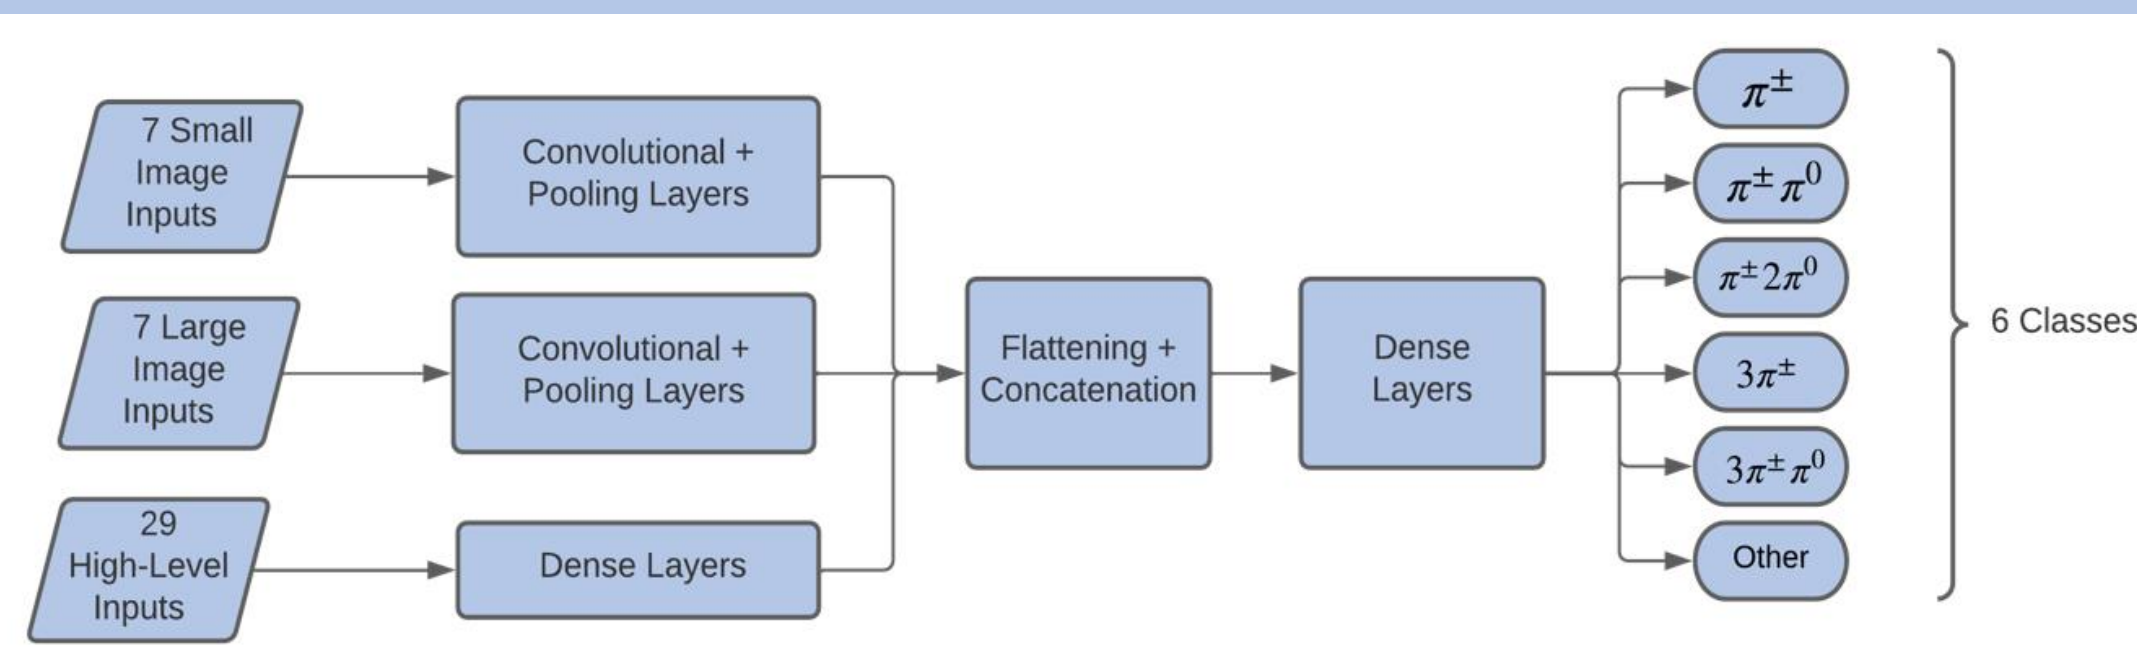 7 Small
Image
Inputs
Convolutional +
Pooling Layers
7 Large
Image
Inputs
Convolutional +
Pooling Layers
29
High-Level
Inputs
Dense Layers
Flattening +
Concatenation
Dense
Layers
π±
π± π⁰
π±2π⁰
3π±
3π± π⁰
Other
6 Classes